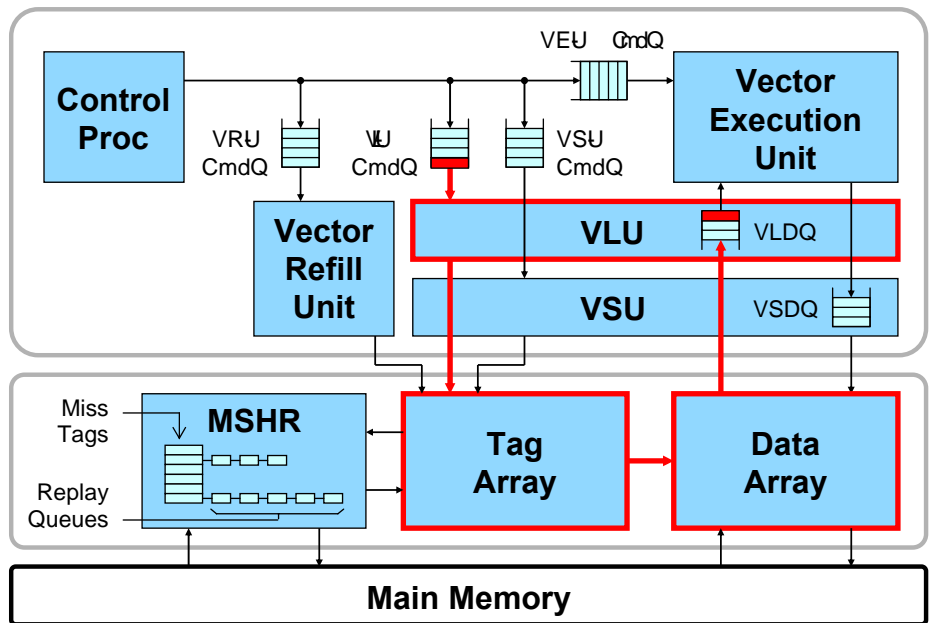 VEU-CmdQ
Control
Proc
Vector
Execution
Unit
VRU-
CmdQ
VLU-
CmdQ
VSU-
CmdQ
Vector
Refill
Unit
VLU
VLDQ
VSU
VSDQ
Miss
Tags
MSHR
Replay
Queues
Tag
Array
Data
Array
Main Memory